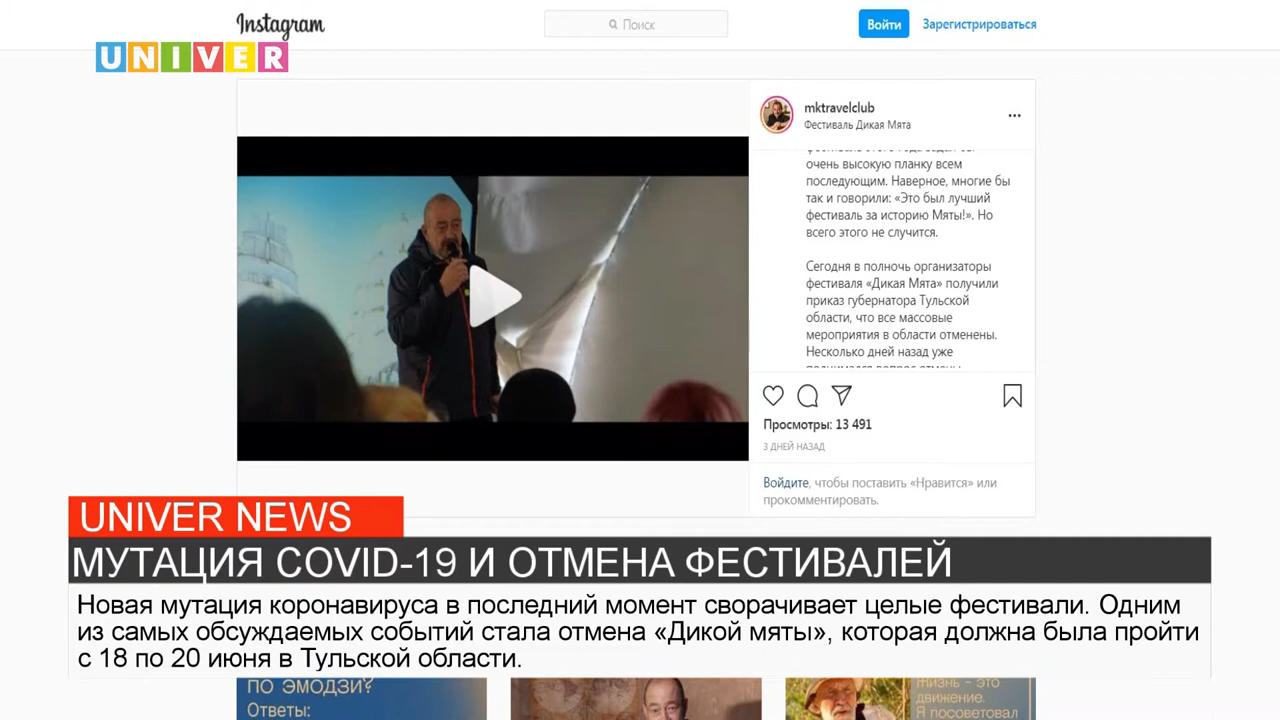 Instagram
Поиск
Войти
Зарегистрироваться
UNIVER
mktravelclub
Фестиваль Дикая Мята
очень высокую планку всем
последующим. Наверное, многие бы
так и говорили: «Это был лучший
фестиваль за историю Мяты!». Но
всего этого не случится.
Сегодня в полночь организаторы
фестиваля «Дикая Мята» получили
приказ губернатора Тульской
области, что все массовые
мероприятия в области отменены.
Несколько дней назад уже
Просмотры: 13 491
3 ДНЕЙ НАЗАД
Войдите, чтобы поставить «Нравится» или
прокомментировать.
UNIVER NEWS
МУТАЦИЯ COVID-19 И ОТМЕНА ФЕСТИВАЛЕЙ
Новая мутация коронавируса в последний момент сворачивает целые фестивали. Одним
из самых обсуждаемых событий стала отмена «Дикой мяты», которая должна была пройти
с 18 по 20 июня в Тульской области.
ПО ЭМОДЗИ?
Ответы:
Жизнь - это
движение.
Я посоветовал